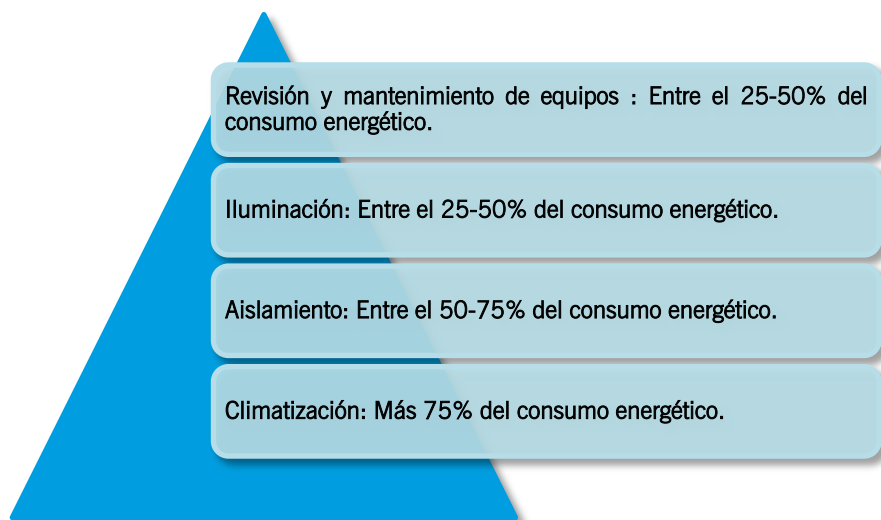 Revisión y mantenimiento de equipos : Entre el 25-50% del
consumo energético.
Iluminación: Entre el 25-50% del consumo energético.
Aislamiento: Entre el 50-75% del consumo energético.
Climatización: Más 75% del consumo energético.